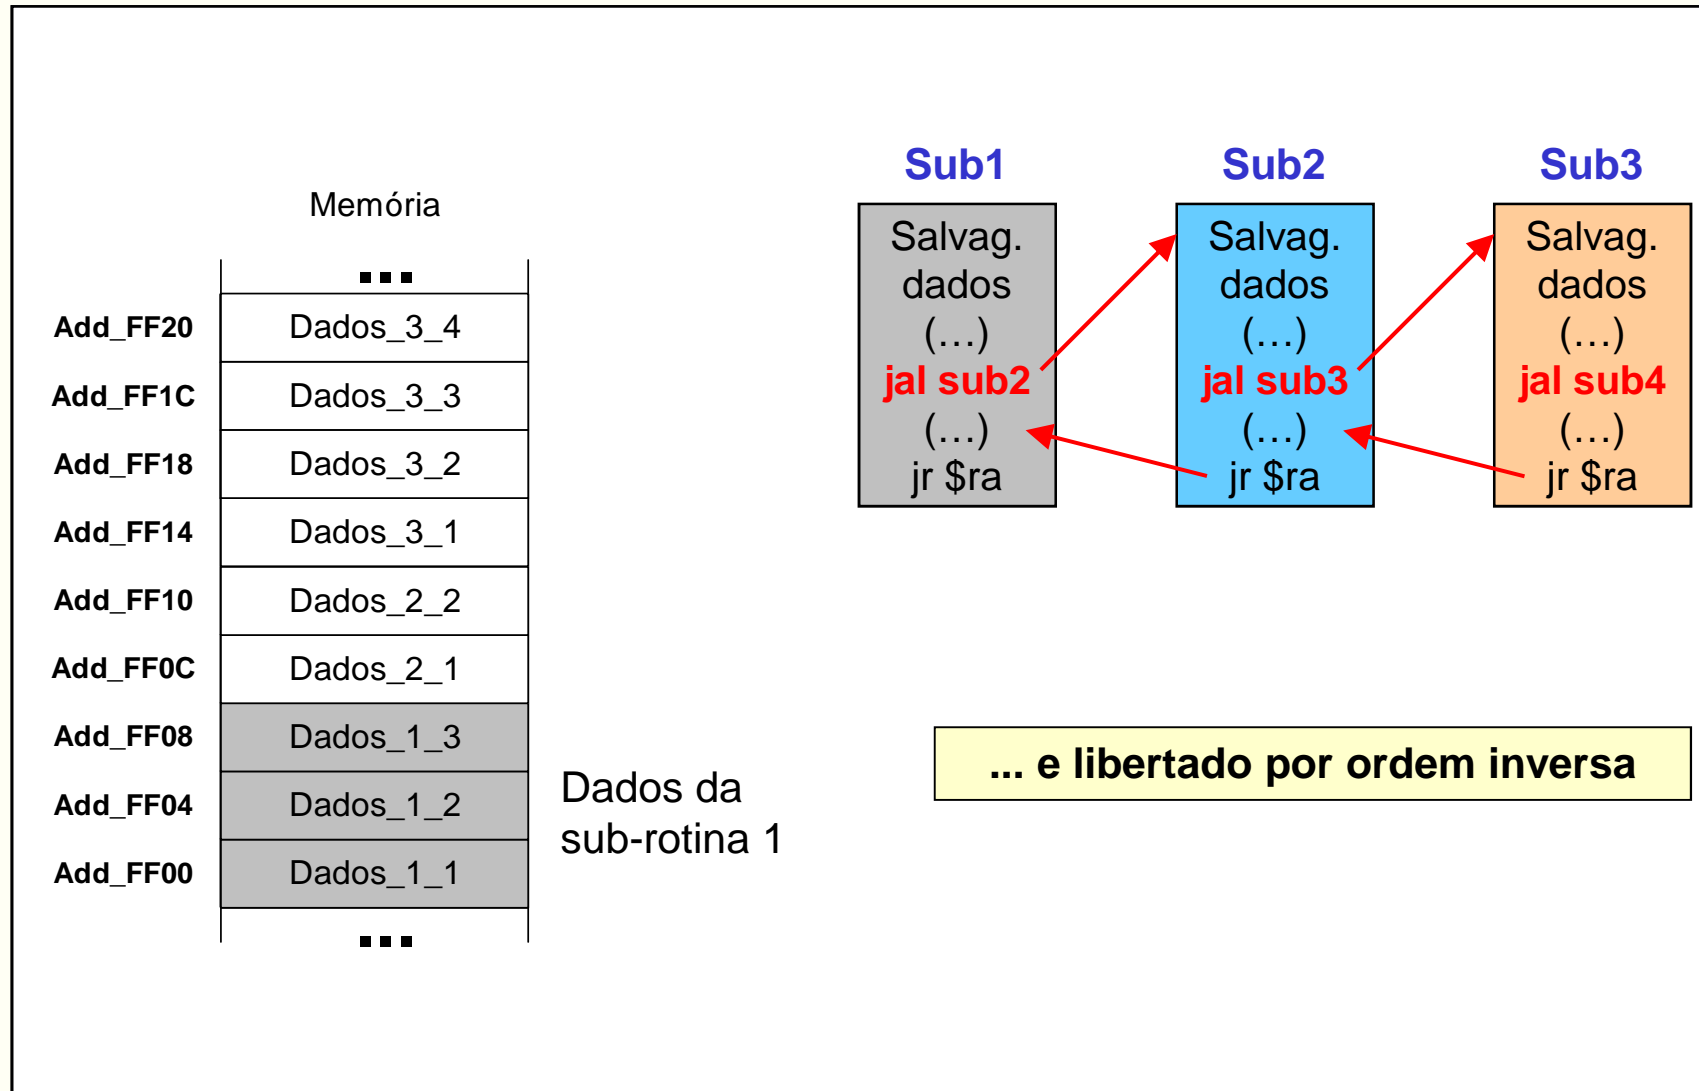 Memória
...
Add_FF20 Dados_3_4
Add_FF1C Dados_3_3
Add_FF18 Dados_3_2
Add_FF14 Dados_3_1
Add_FF10 Dados_2_2
Add_FF0C Dados_2_1
Add_FF08 Dados_1_3
Add_FF04 Dados_1_2
Add_FF00 Dados_1_1
...
Dados da
sub-rotina 1
Sub1
Salvag.
dados
(…)
jal sub2
(…)
jr $ra
Sub2
Salvag.
dados
(…)
jal sub3
(…)
jr $ra
Sub3
Salvag.
dados
(…)
jal sub4
(…)
jr $ra
... e libertado por ordem inversa